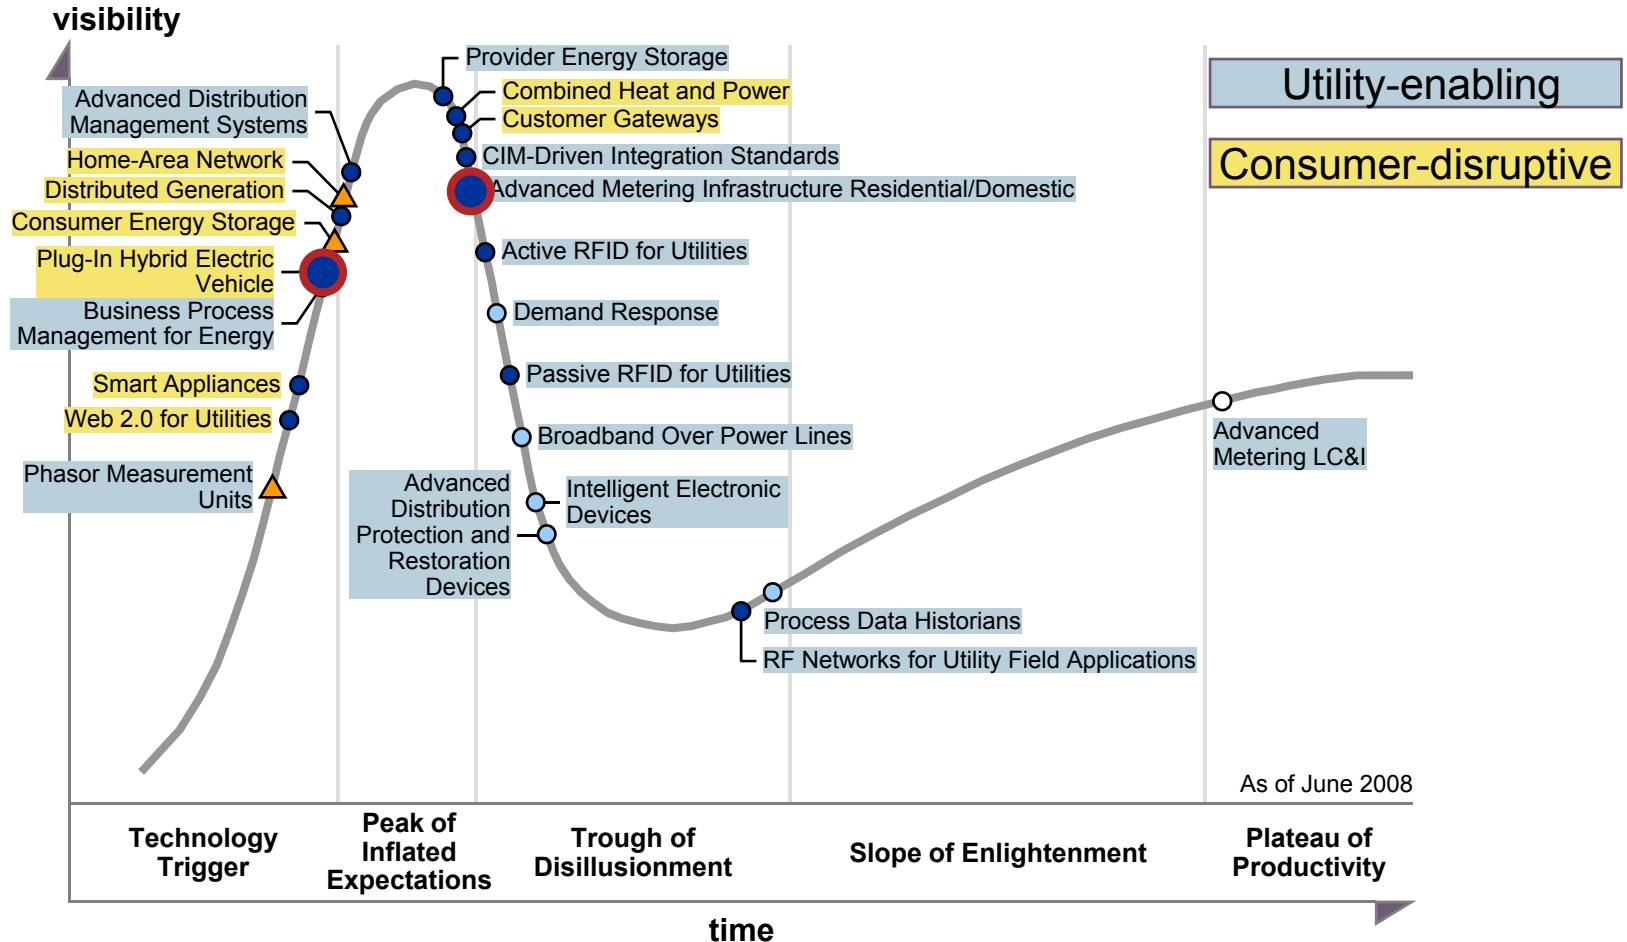 visibility
Provider Energy Storage
Combined Heat and Power
Customer Gateways
CIM-Driven Integration Standards
Advanced Metering Infrastructure Residential/Domestic
Active RFID for Utilities
Demand Response
Passive RFID for Utilities
Broadband Over Power Lines
Intelligent Electronic
Devices
Advanced Distribution
Management Systems
Home-Area Network
Distributed Generation
Consumer Energy Storage
Plug-In Hybrid Electric
Vehicle
Business Process
Management for Energy
Smart Appliances
Web 2.0 for Utilities
Phasor Measurement
Units
Advanced
Distribution
Protection and
Restoration
Devices
Process Data Historians
RF Networks for Utility Field Applications
Advanced
Metering LC&I
Utility-enabling
Consumer-disruptive
As of June 2008
Technology
Trigger
Peak of
Inflated
Expectations
Trough of
Disillusionment
Slope of Enlightenment
Plateau of
Productivity
time